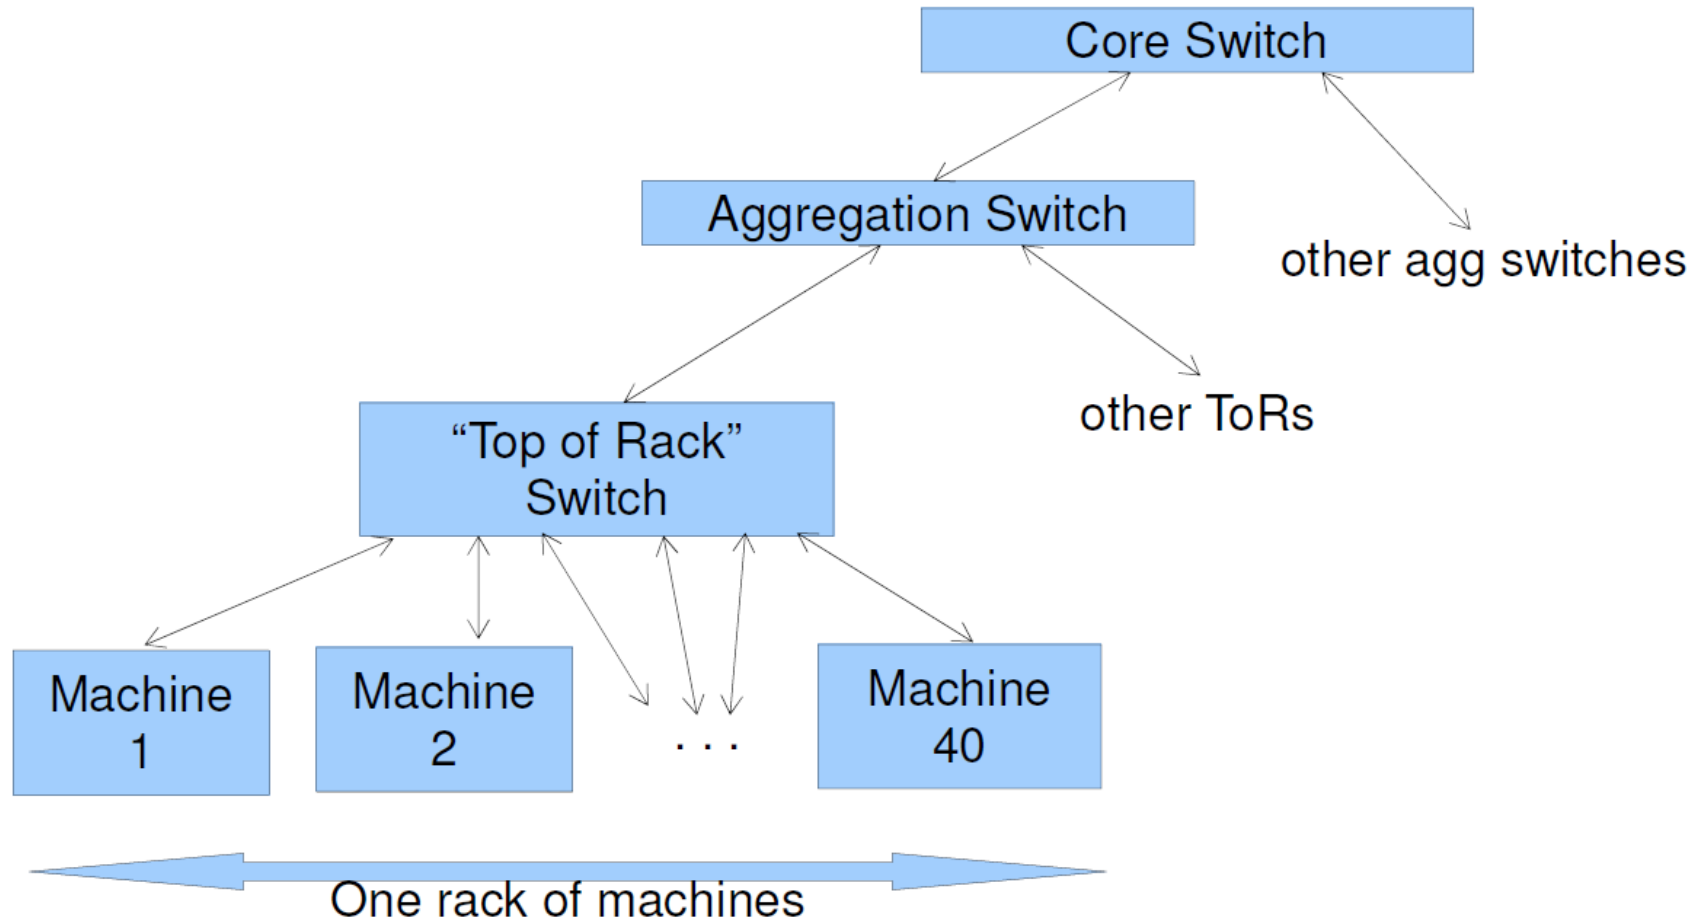 Core Switch
Aggregation Switch
other agg switches
other ToRs
“Top of Rack”
Switch
Machine
1
Machine
2
. . .
Machine
40
One rack of machines